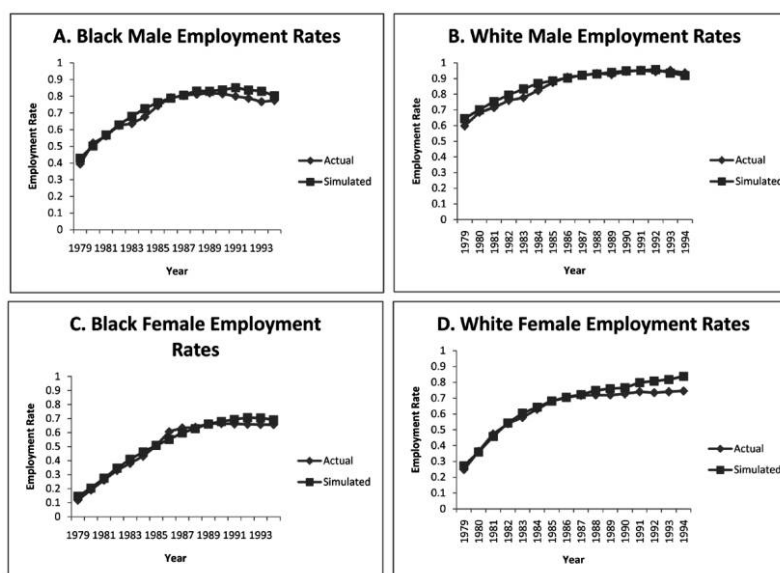 A. Black Male Employment Rates
Employment Rate
1
0.9
0.8
0.7
0.6
0.5
0.4
0.3
0.2
0.1
0
1979 1981 1983 1985 1987 1989 1991 1993
Year
Actual
Simulated
B. White Male Employment Rates
Employment Rate
1
0.9
0.8
0.7
0.6
0.5
0.4
0.3
0.2
0.1
0
1979 1980 1981 1982 1983 1984 1985 1986 1987 1988 1989 1990 1991 1992 1993 1994
Year
Actual
Simulated
C. Black Female Employment
Rates
Employment Rate
1
0.9
0.8
0.7
0.6
0.5
0.4
0.3
0.2
0.1
0
1979 1981 1983 1985 1987 1989 1991 1993
Year
Actual
Simulated
D. White Female Employment Rates
Employment Rate
1
0.9
0.8
0.7
0.6
0.5
0.4
0.3
0.2
0.1
0
1979 1980 1981 1982 1983 1984 1985 1986 1987 1988 1989 1990 1991 1992 1993 1994
Year
Actual
Simulated